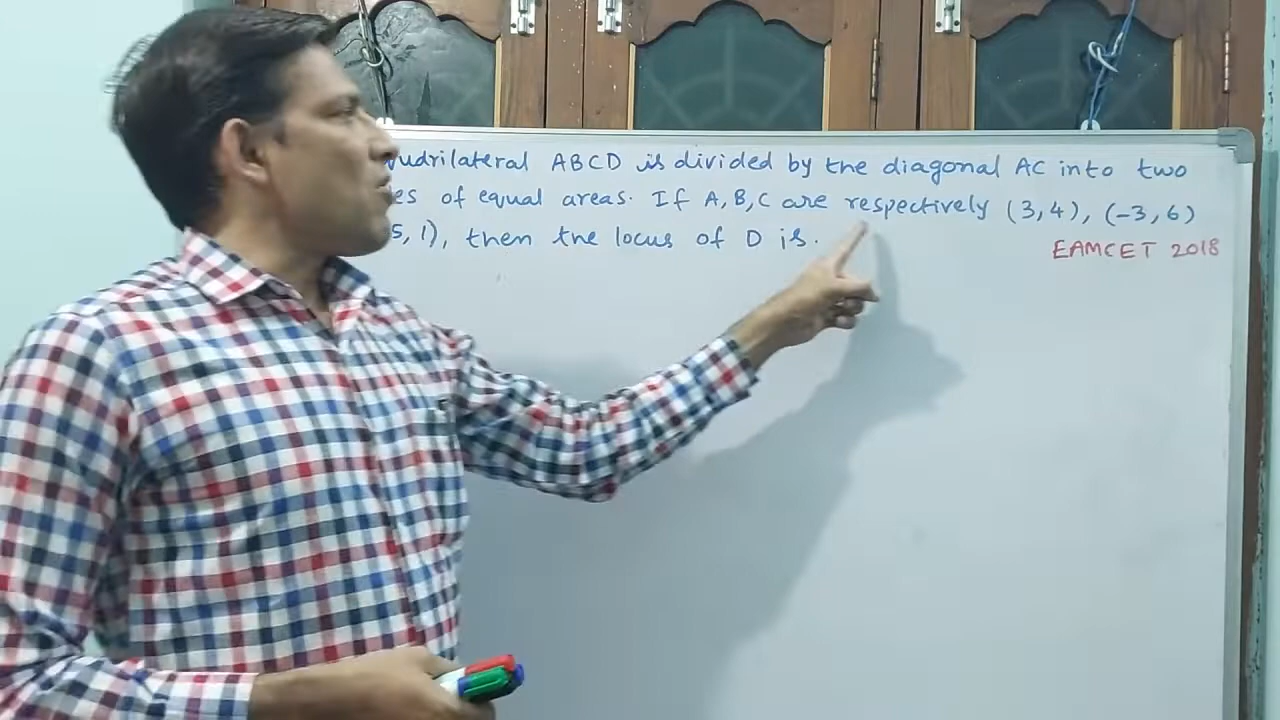 udrilateral ABCD is divided by the diagonal AC into two
es of equal areas. If A,B,C are respectively (3,4), (-3,6)
5, 1), then the locus of D is.
EAMCET 2018